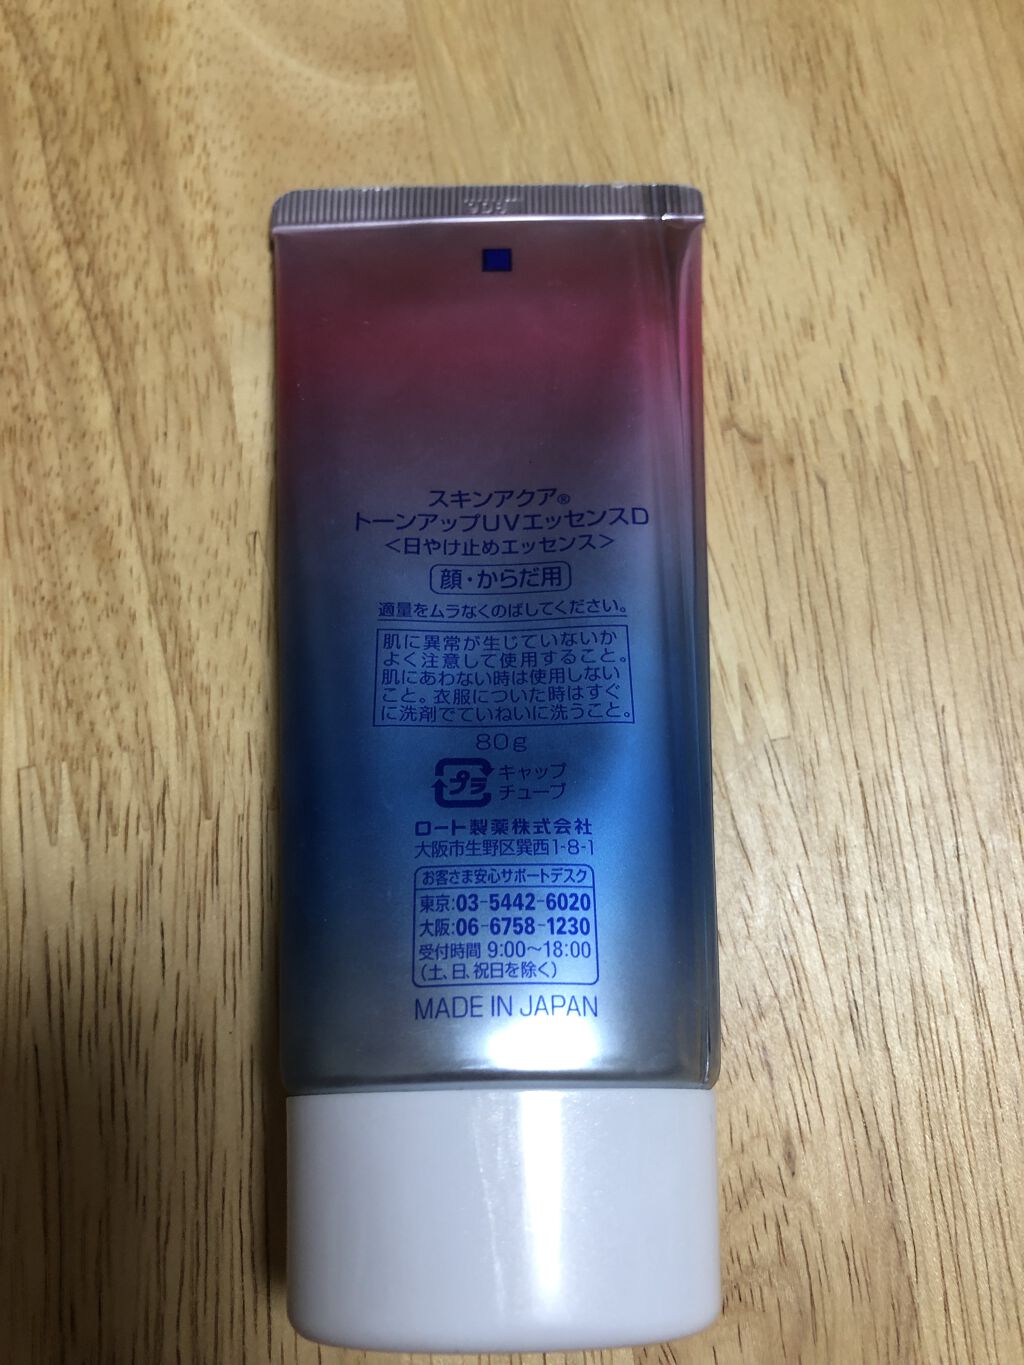 スキンアクア®
トーンアップUVエッセンスD
<日やけ止めエッセンス>
顔・からだ用
適量をムラなくのばしてください。
肌に異常が生じていないか
よく注意して使用すること。
肌にあわない時は使用しない
こと。衣服についた時はすぐ
に洗剤でていねいに洗うこと。
80g
プラ
キャップ
チューブ
ロート製薬株式会社
大阪市生野区巽西1-8-1
お客さま安心サポートデスク
東京:03-5442-6020
大阪:06-6758-1230
受付時間 9:00~18:00
(土、日、祝日を除く)
MADE IN JAPAN